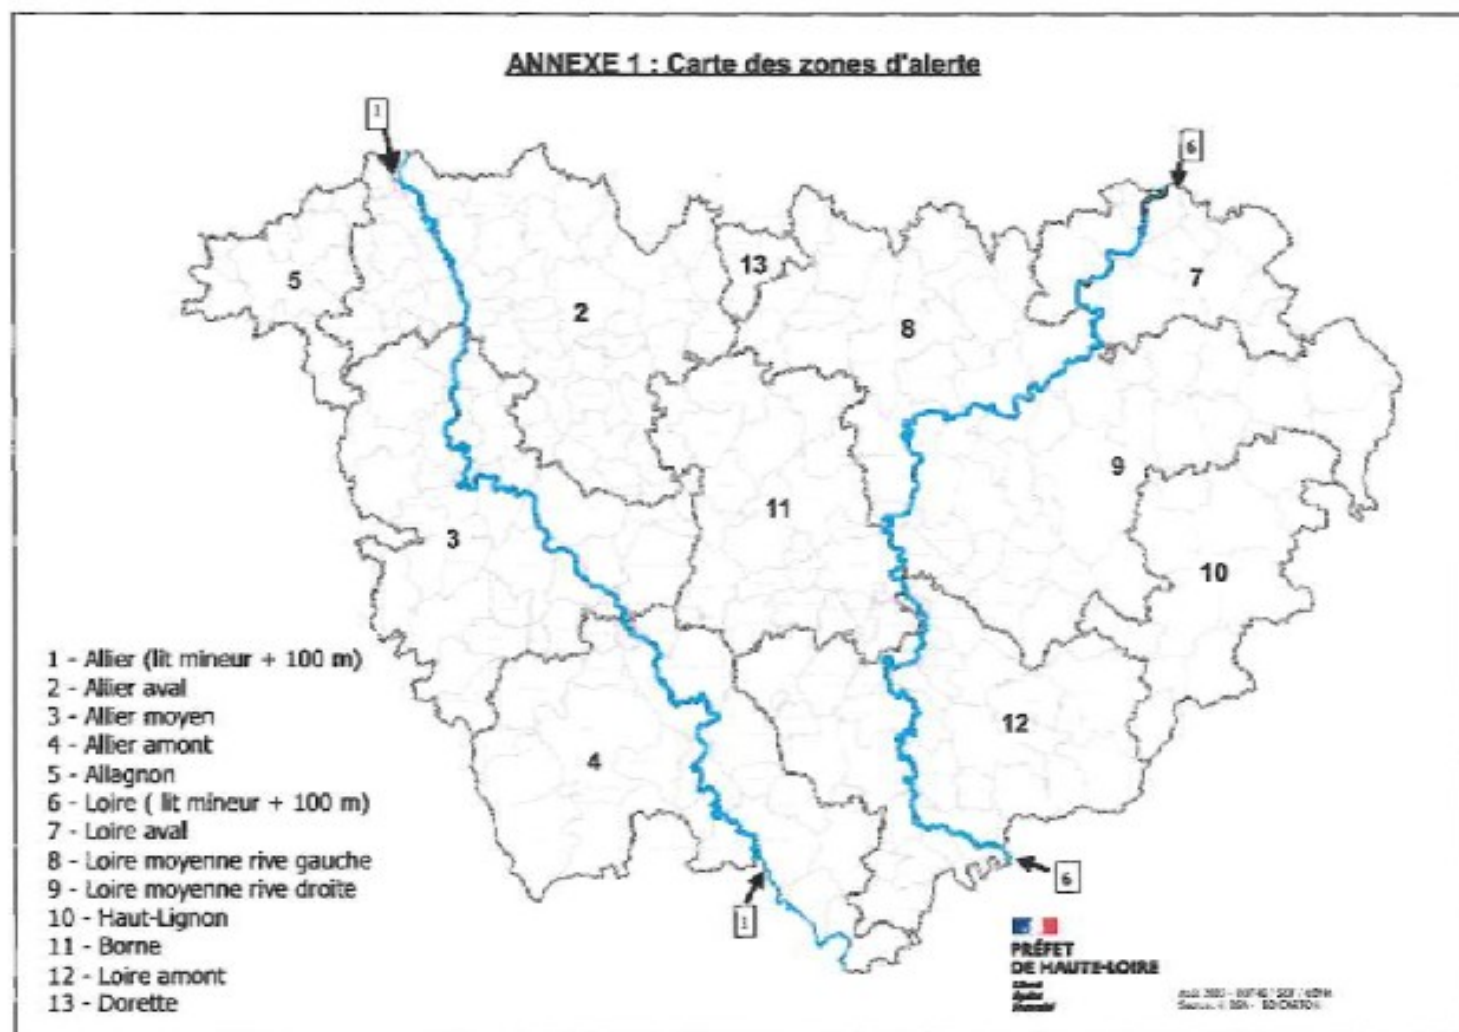 ANNEXE 1 : Carte des zones d'alerte
1
6
5
2
13
8
7
9
3
11
10
4
12
6
1
1 - Allier (lit mineur + 100 m)
2 - Allier aval
3 - Allier moyen
4 - Allier amont
5 - Allagnon
6 - Loire ( lit mineur + 100 m)
7 - Loire aval
8 - Loire moyenne rive gauche
9 - Loire moyenne rive droite
10 - Haut-Lignon
11 - Borne
12 - Loire amont
13 - Dorette
PRÉFET
DE HAUTE-LOIRE
Liberté
Égalité
Fraternité